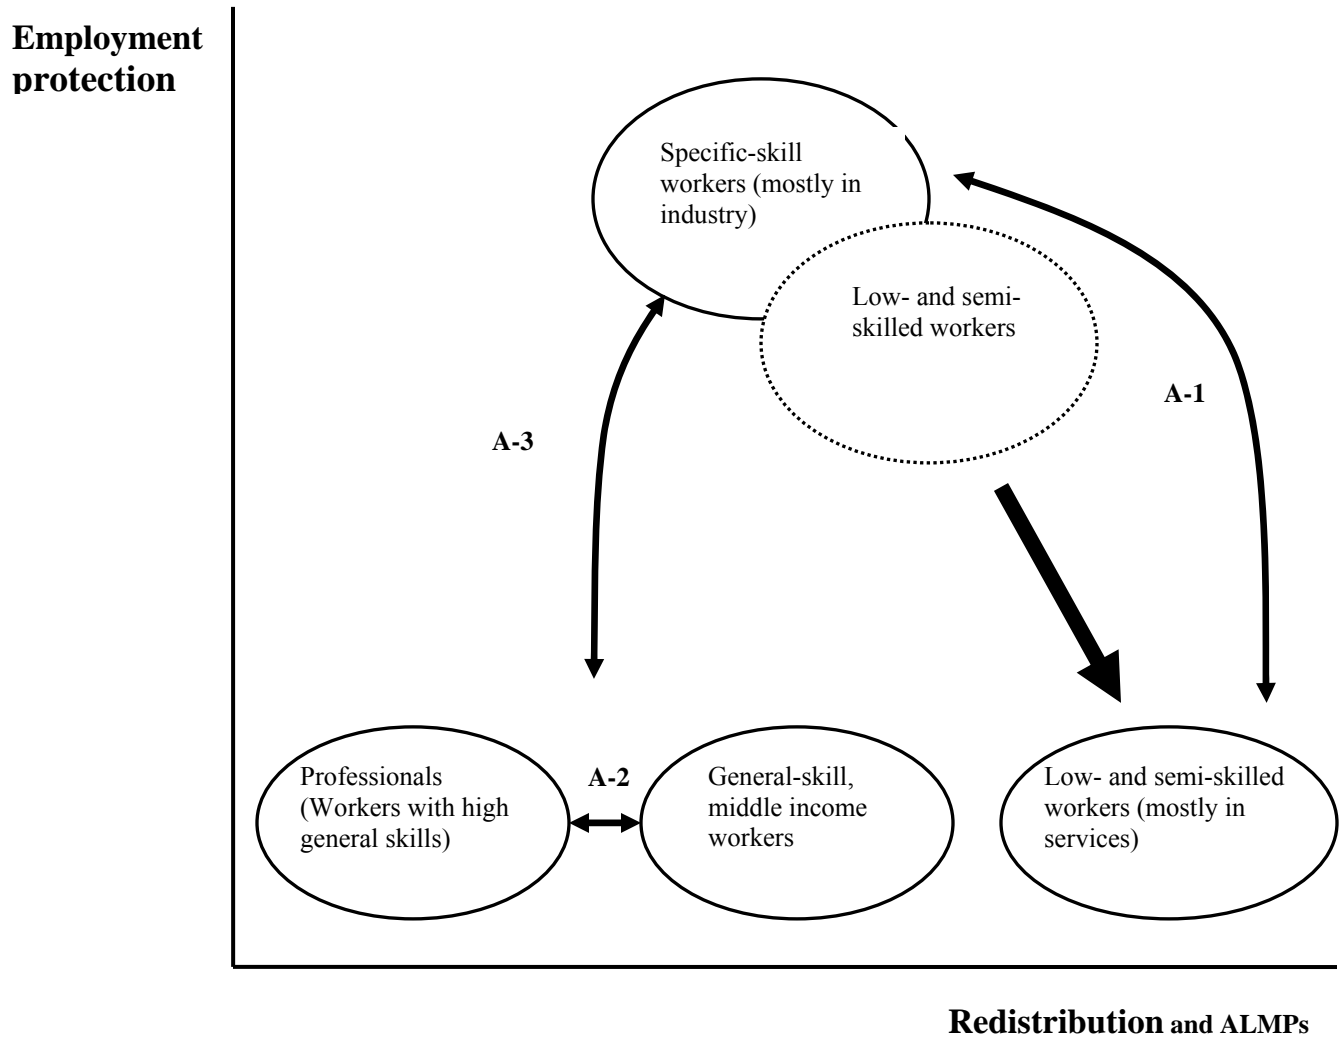 Employment
protection
Specific-skill
workers (mostly in
industry)
Low- and semi-
skilled workers
A-1
A-3
Professionals
(Workers with high
general skills)
A-2
General-skill,
middle income
workers
Low- and semi-skilled
workers (mostly in
services)
Redistribution and ALMPs